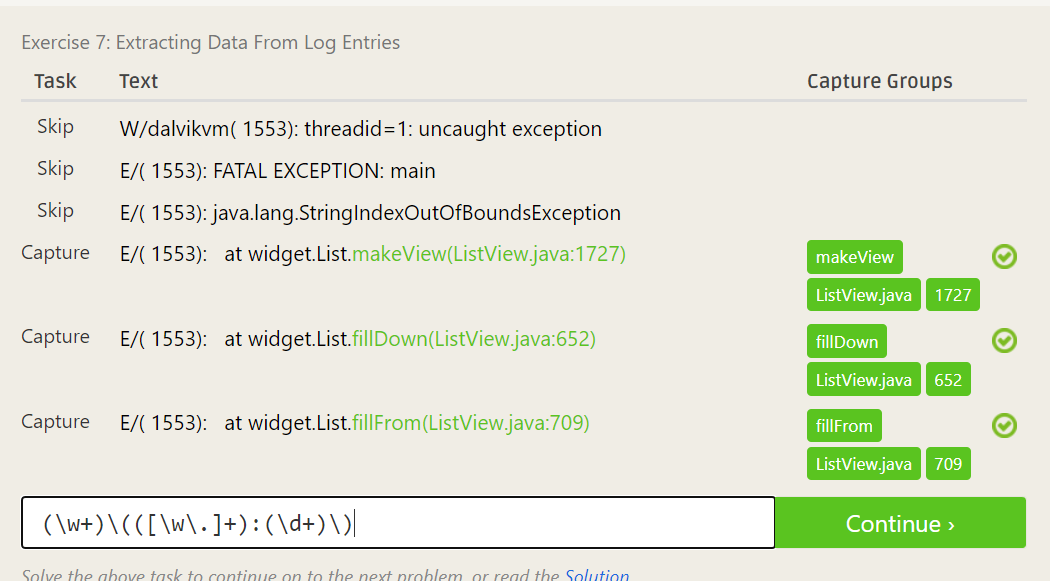 Exercise 7: Extracting Data From Log Entries
Task Text Capture Groups
Skip W/dalvikvm( 1553): threadid=1: uncaught exception
Skip E/( 1553): FATAL EXCEPTION: main
Skip E/( 1553): java.lang.StringIndexOutOfBoundsException
Capture E/( 1553):   at widget.List.makeView(ListView.java:1727) makeView
ListView.java 1727
Capture E/( 1553):   at widget.List.fillDown(ListView.java:652) fillDown
ListView.java 652
Capture E/( 1553):   at widget.List.fillFrom(ListView.java:709) fillFrom
ListView.java 709
(\w+)\(([\w\.]+):(\d+)\) Continue ›
Solve the above task to continue on to the next problem, or read the Solution.